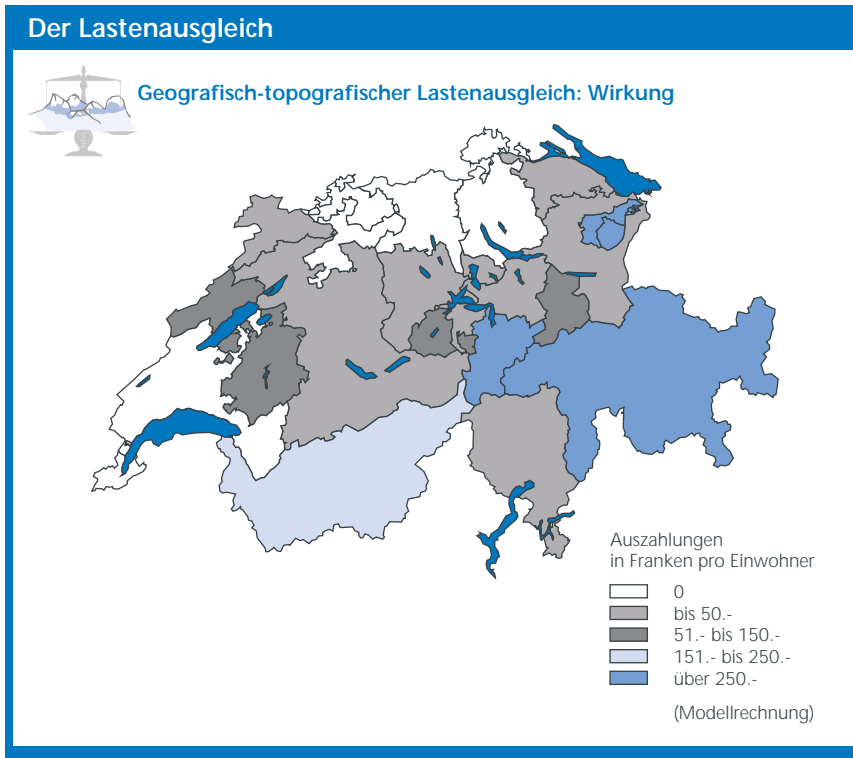 Der Lastenausgleich
Geografisch-topografischer Lastenausgleich: Wirkung
Auszahlungen
in Franken pro Einwohner
0
bis 50.-
51.- bis 150.-
151.- bis 250.-
über 250.-
(Modellrechnung)